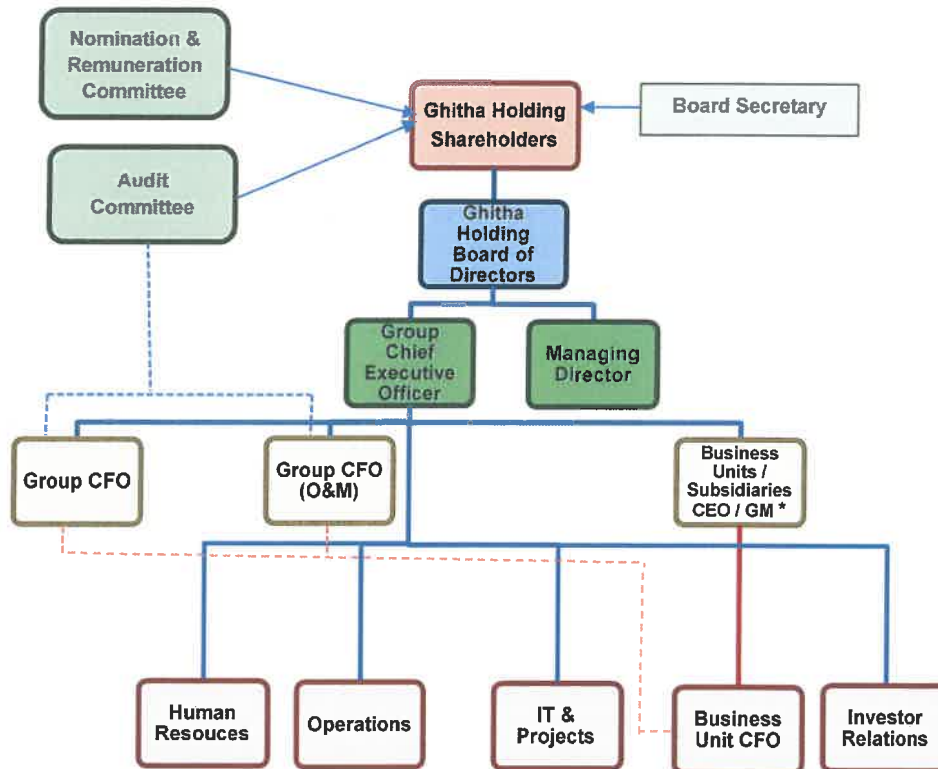 Nomination &
Remuneration
Committee
Ghitha Holding
Shareholders
Board Secretary
Audit
Committee
Ghitha
Holding
Board of
Directors
Group
Chief
Executive
Officer
Managing
Director
Group CFO
Group CFO
(O&M)
Business
Units /
Subsidiaries
CEO / GM *
Human
Resouces
Operations
IT &
Projects
Business
Unit CFO
Investor
Relations